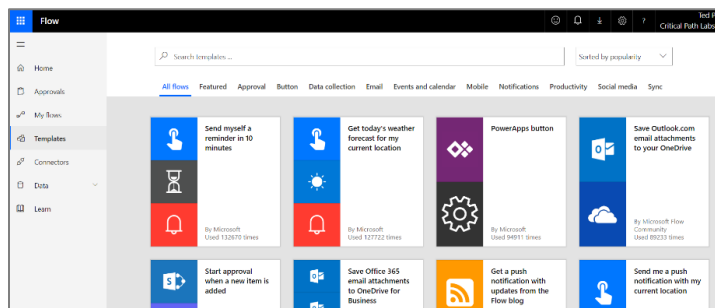 Flow
?
Ted P
Critical Path Labs
Search templates ...
Sorted by popularity
Home
Approvals
My flows
Templates
Connectors
Data
Learn
All flows Featured Approval Button Data collection Email Events and calendar Mobile Notifications Productivity Social media Sync
Send myself a
reminder in 10
minutes
By Microsoft
Used 132670 times
Get today's weather
forecast for my
current location
By Microsoft
Used 127722 times
PowerApps button
By Microsoft
Used 94911 times
Save Outlook.com
email attachments
to your OneDrive
By Microsoft Flow
Community
Used 89233 times
Start approval
when a new item is
added
Save Office 365
email attachments
to OneDrive for
Business
Get a push
notification with
updates from the
Flow blog
Send me a push
notification with my
current location